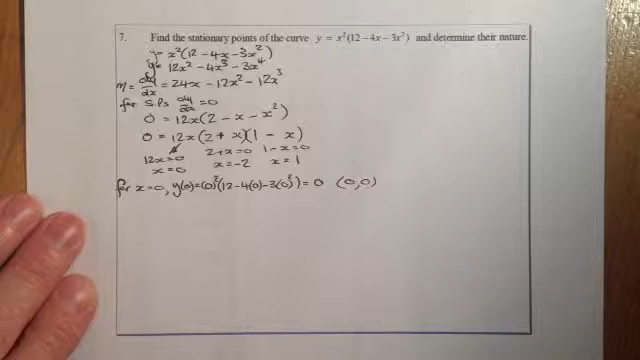 7. Find the stationary points of the curve y = x²(12 – 4x – 3x²) and determine their nature.
y = x²(12 - 4x - 3x²)
y = 12x² - 4x³ - 3x⁴
m = dy/dx = 24x - 12x² - 12x³
for S.Ps dy/dx = 0
0 = 12x(2 - x - x²)
0 = 12x(2 + x)(1 - x)
12x=0 2+x=0 1-x=0
x=0 x=-2 x=1
for x=0, y(0)=(0)²(12-4(0)-3(0)²)=0 (0,0)